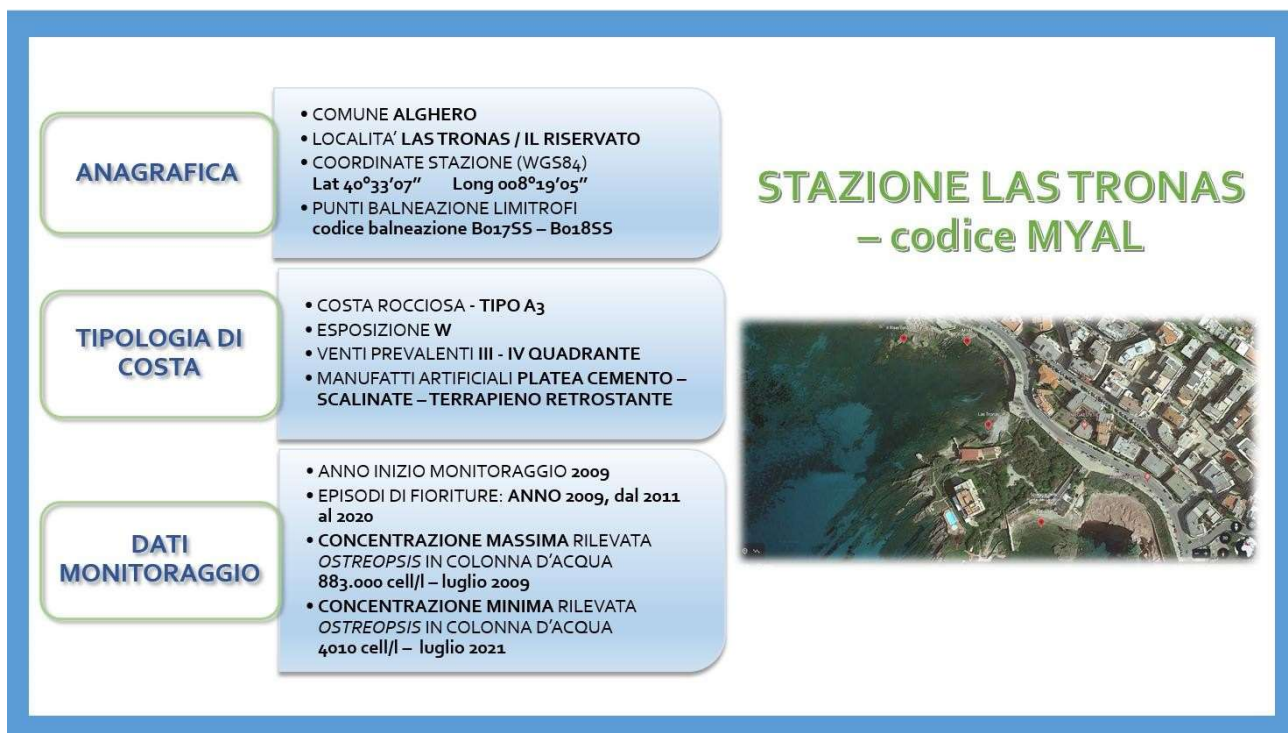 ANAGRAFICA
• COMUNE ALGHERO
• LOCALITA’ LAS TRONAS / IL RISERVATO
• COORDINATE STAZIONE (WGS84)
Lat 40°33’07” Long 008°19’05”
• PUNTI BALNEAZIONE LIMITROFI
codice balneazione B017SS – B018SS
STAZIONE LAS TRONAS
– codice MYAL
TIPOLOGIA DI
COSTA
• COSTA ROCCIOSA - TIPO A3
• ESPOSIZIONE W
• VENTI PREVALENTI III - IV QUADRANTE
• MANUFATTI ARTIFICIALI PLATEA CEMENTO –
SCALINATE – TERRAPIENO RETROSTANTE
Las Tronas
DATI
MONITORAGGIO
• ANNO INIZIO MONITORAGGIO 2009
• EPISODI DI FIORITURE: ANNO 2009, dal 2011
al 2020
• CONCENTRAZIONE MASSIMA RILEVATA
OSTREOPSIS IN COLONNA D’ACQUA
883.000 cell/l – luglio 2009
• CONCENTRAZIONE MINIMA RILEVATA
OSTREOPSIS IN COLONNA D’ACQUA
4010 cell/l – luglio 2021